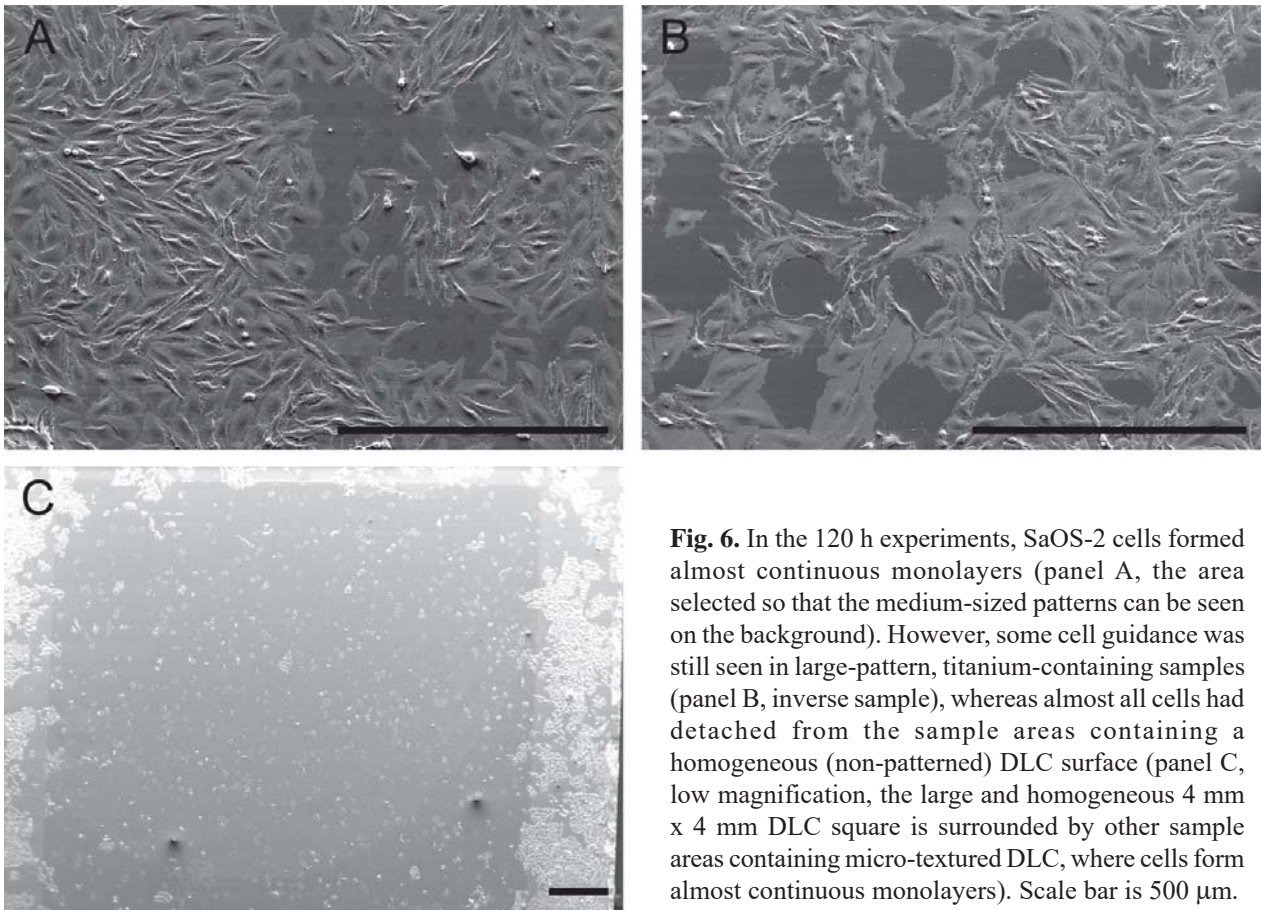 A
B
C
Fig. 6. In the 120 h experiments, SaOS-2 cells formed
almost continuous monolayers (panel A, the area
selected so that the medium-sized patterns can be seen
on the background). However, some cell guidance was
still seen in large-pattern, titanium-containing samples
(panel B, inverse sample), whereas almost all cells had
detached from the sample areas containing a
homogeneous (non-patterned) DLC surface (panel C,
low magnification, the large and homogeneous 4 mm
x 4 mm DLC square is surrounded by other sample
areas containing micro-textured DLC, where cells form
almost continuous monolayers). Scale bar is 500 μm.